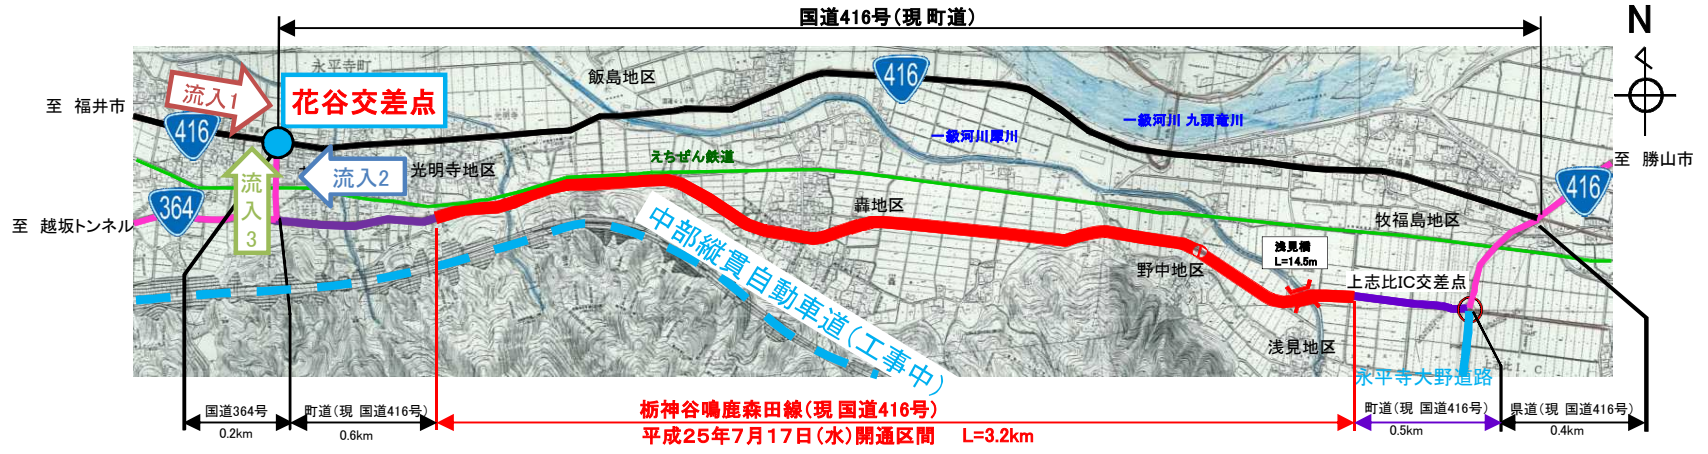 国道416号(現 町道)
N
永平寺町
飯島地区
416
至 福井市
流入1
花谷交差点
416
一級河川 九頭竜川
一級河川犀川
えちぜん鉄道
至 勝山市
光明寺地区
流入2
流入3
416
364
至 越坂トンネル
轟地区
牧福島地区
中部縦貫自動車道(工事中)
浅見橋
L=14.5m
野中地区
上志比IC交差点
浅見地区
永平寺大野道路
国道364号
0.2km
町道(現 国道416号)
0.6km
栃神谷鳴鹿森田線(現 国道416号)
平成25年7月17日(水)開通区間 L=3.2km
町道(現 国道416号)
0.5km
県道(現 国道416号)
0.4km